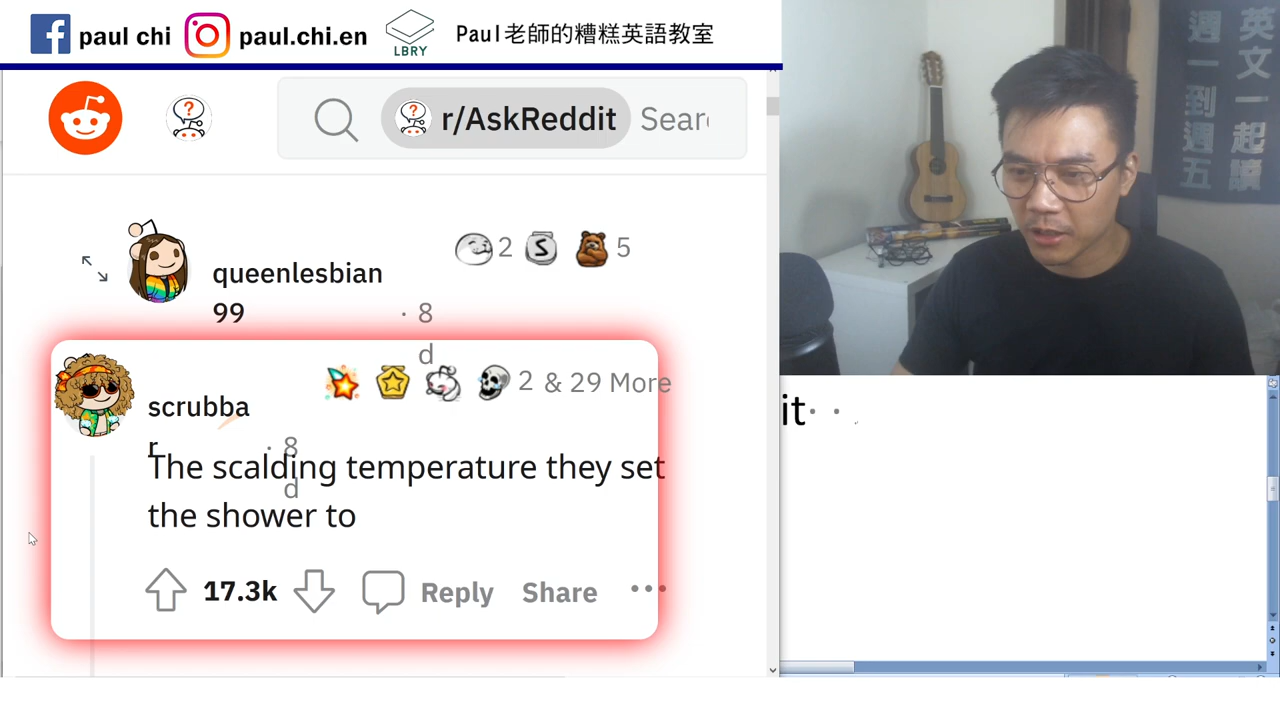 paul chi paul.chi.en LBRY Paul老師的糟糕英語教室
r/AskReddit Sear
queenlesbian
99 · 8
d
2 S 5
scrubba
r · 8
d
2 & 29 More
The scalding temperature they set
the shower to
17.3k Reply Share ...
it
英文一起讀
週一到週五